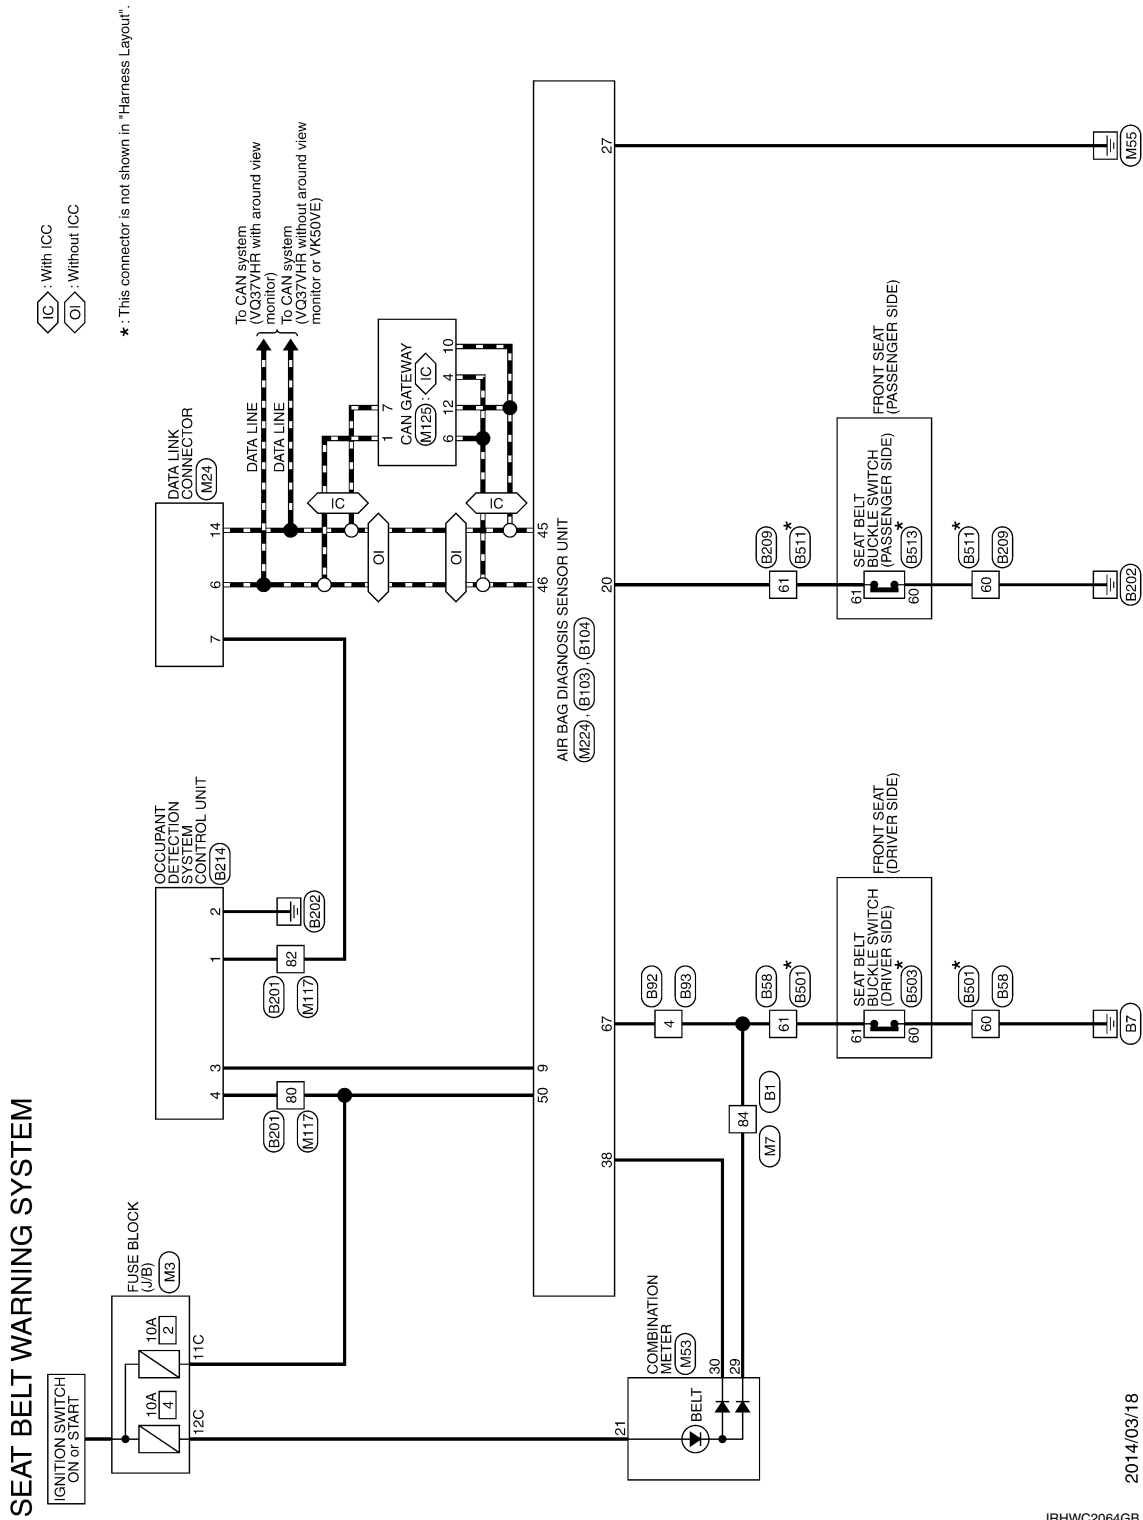 SEAT BELT WARNING SYSTEM
IGNITION SWITCH
ON or START
FUSE BLOCK
(J/B)
M3
10A
4
10A
2
12C
11C
OCCUPANT
DETECTION
SYSTEM
CONTROL UNIT
B214
4
3
1
2
B201
80
M117
B201
82
M117
B202
DATA LINK
CONNECTOR
M24
7
6
14
DATA LINE
DATA LINE
To CAN system
(VQ37VHR with around view
monitor)
To CAN system
(VQ37VHR without around view
monitor or VK50VE)
IC : With ICC
OI : Without ICC
* : This connector is not shown in "Harness Layout".
IC
OI
OI
IC
1
7
CAN GATEWAY
M125 : IC
6
12
4
10
50
9
46
45
AIR BAG DIAGNOSIS SENSOR UNIT
M224 , B103 , B104
38
67
20
27
COMBINATION
METER
M53
21
BELT
30
29
M7
84
B1
B92
4
B93
B58
61
B501 *
61
SEAT BELT
BUCKLE SWITCH
(DRIVER SIDE)
B503 *
60
FRONT SEAT
(DRIVER SIDE)
B501 *
60
B58
B7
B209
61
B511 *
61
SEAT BELT
BUCKLE SWITCH
(PASSENGER SIDE)
B513 *
60
FRONT SEAT
(PASSENGER SIDE)
B511 *
60
B209
B202
M55
2014/03/18
JRHWC2064GB